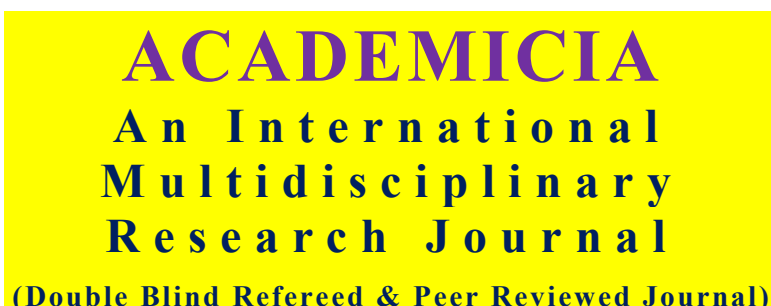 ACADEMICIA
An International
Multidisciplinary
Research Journal
(Double Blind Refereed & Peer Reviewed Journal)